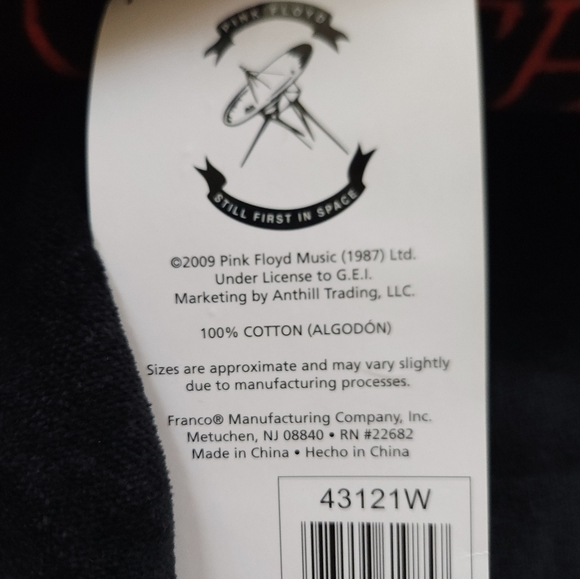 PINK FLOYD
STILL FIRST IN SPACE
©2009 Pink Floyd Music (1987) Ltd.
Under License to G.E.I.
Marketing by Anthill Trading, LLC.
100% COTTON (ALGODÓN)
Sizes are approximate and may vary slightly
due to manufacturing processes.
Franco® Manufacturing Company, Inc.
Metuchen, NJ 08840 • RN #22682
Made in China • Hecho in China
43121W